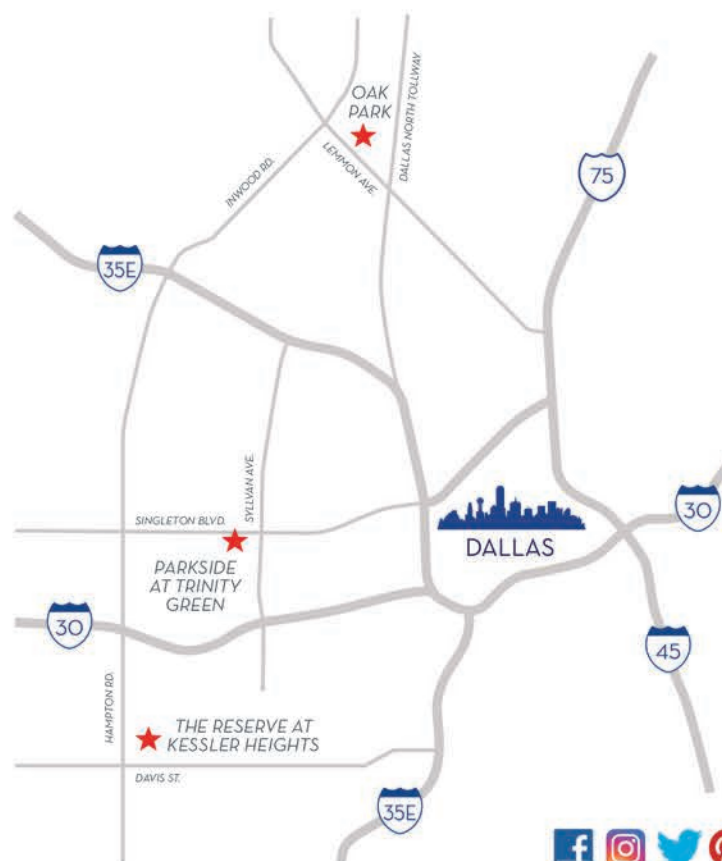 OAK
PARK
DALLAS NORTH TOLLWAY
INWOOD RD.
LEMMON AVE.
75
35E
SYLLVAN AVE.
SINGLETON BLVD.
30
DALLAS
PARKSIDE
AT TRINITY
GREEN
30
45
HAMPTON RD.
THE RESERVE AT
KESSLER HEIGHTS
DAVIS ST.
35E